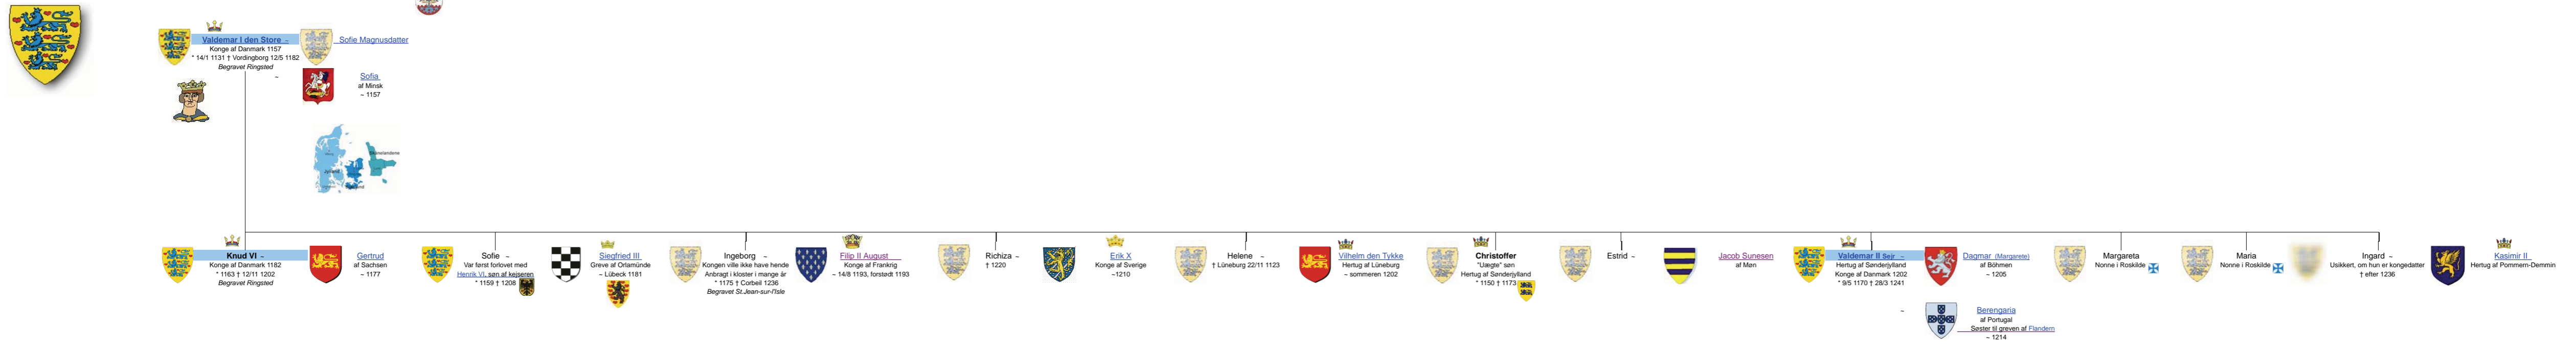 Valdemar I den Store ~
Konge af Danmark 1157
* 14/1 1131 † Vordingborg 12/5 1182
Begravet Ringsted
Sofie Magnusdatter
~
Sofia
af Minsk
~ 1157
Knud VI ~
Konge af Danmark 1182
* 1163 † 12/11 1202
Begravet Ringsted
Gertrud
af Sachsen
~ 1177
Sofie ~
Var først forlovet med
Henrik VI, søn af kejseren
* 1159 † 1208
Siegfried III
Greve af Orlamünde
~ Lübeck 1181
Ingeborg ~
Kongen ville ikke have hende
Anbragt i kloster i mange år
* 1175 † Corbeil 1236
Begravet St.Jean-sur-l'Isle
Filip II August
Konge af Frankrig
~ 14/8 1193, forstødt 1193
Richiza ~
† 1220
Erik X
Konge af Sverige
~1210
Helene ~
† Lüneburg 22/11 1123
Vilhelm den Tykke
Hertug af Lüneburg
~ sommeren 1202
Christoffer
"Uægte" søn
Hertug af Sønderjylland
* 1150 † 1173
Estrid ~
Jacob Sunesen
af Møn
Valdemar II Sejr ~
Hertug af Sønderjylland
Konge af Danmark 1202
* 9/5 1170 † 28/3 1241
Dagmar (Margarete)
af Böhmen
~ 1205
~
Berengaria
af Portugal
Søster til greven af Flandern
~ 1214
Margareta
Nonne i Roskilde
Maria
Nonne i Roskilde
Ingard ~
Usikkert, om hun er kongedatter
† efter 1236
Kasimir II
Hertug af Pommern-Demmin